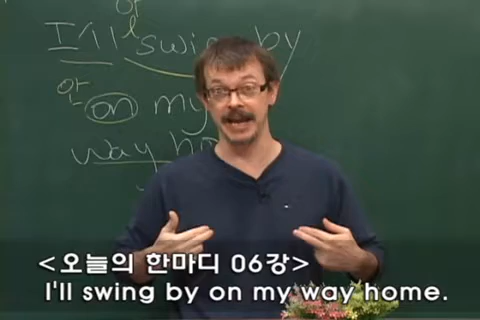 I'll swing by
안 on my
way ho
<오늘의 한마디 06강>
I'll swing by on my way home.